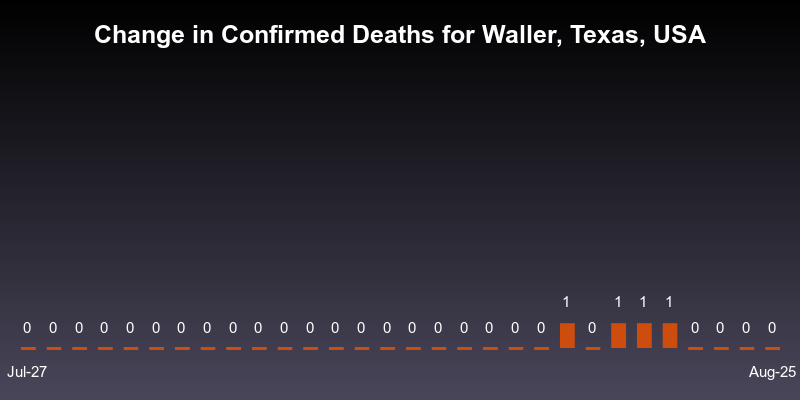 Change in Confirmed Deaths for Waller, Texas, USA
1 1 1 1
0 0 0 0 0 0 0 0 0 0 0 0 0 0 0 0 0 0 0 0 0 0 0 0 0 0
Jul-27 Aug-25